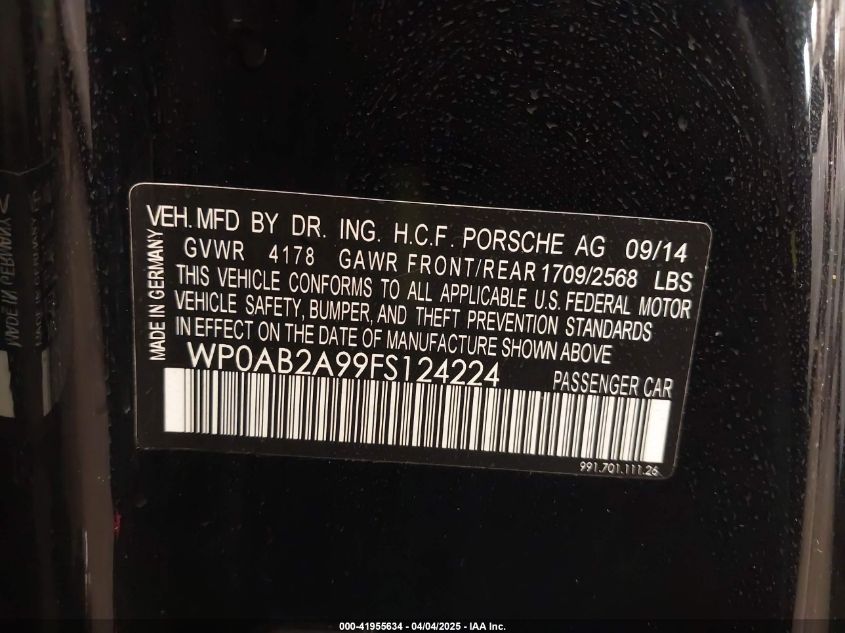 VEH. MFD BY DR. ING. H.C.F. PORSCHE AG 09/14
GVWR 4178 GAWR FRONT/REAR 1709/2568 LBS
THIS VEHICLE CONFORMS TO ALL APPLICABLE U.S. FEDERAL MOTOR
VEHICLE SAFETY, BUMPER, AND THEFT PREVENTION STANDARDS
IN EFFECT ON THE DATE OF MANUFACTURE SHOWN ABOVE
MADE IN GERMANY
WP0AB2A99FS124224
PASSENGER CAR
991.701.111.26
000-41955634 - 04/04/2025 - IAA Inc.